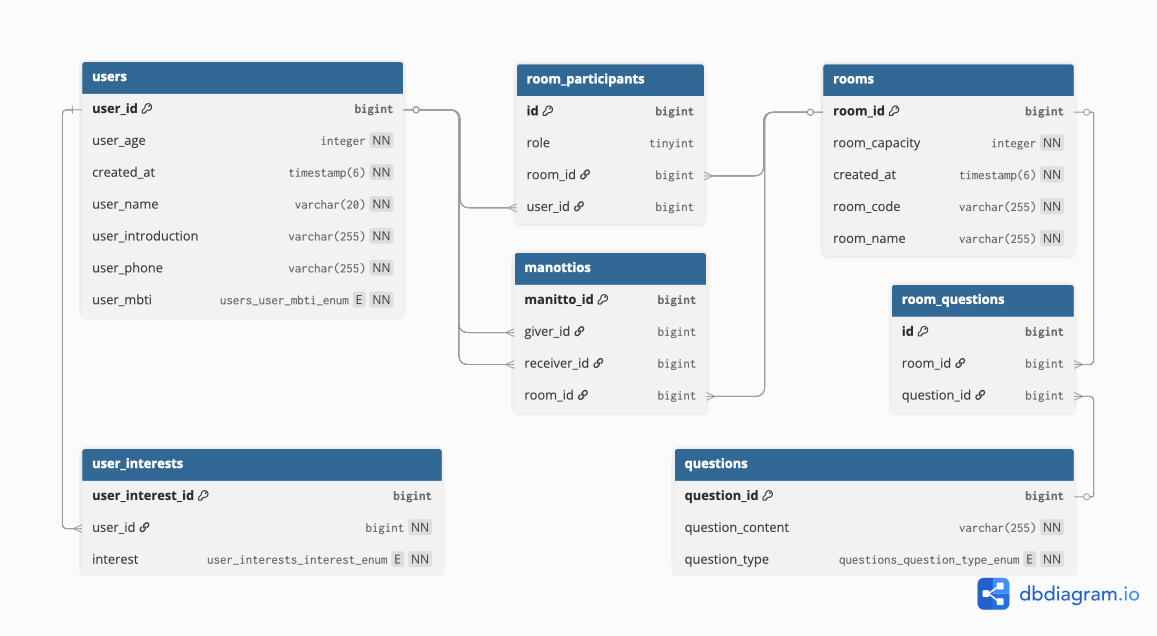 users
user_id bigint
user_age integer NN
created_at timestamp(6) NN
user_name varchar(20) NN
user_introduction varchar(255) NN
user_phone varchar(255) NN
user_mbti users_user_mbti_enum E NN
room_participants
id bigint
role tinyint
room_id bigint
user_id bigint
rooms
room_id bigint
room_capacity integer NN
created_at timestamp(6) NN
room_code varchar(255) NN
room_name varchar(255) NN
manottios
manitto_id bigint
giver_id bigint
receiver_id bigint
room_id bigint
room_questions
id bigint
room_id bigint
question_id bigint
user_interests
user_interest_id bigint
user_id bigint NN
interest user_interests_interest_enum E NN
questions
question_id bigint
question_content varchar(255) NN
question_type questions_question_type_enum E NN
dbdiagram.io